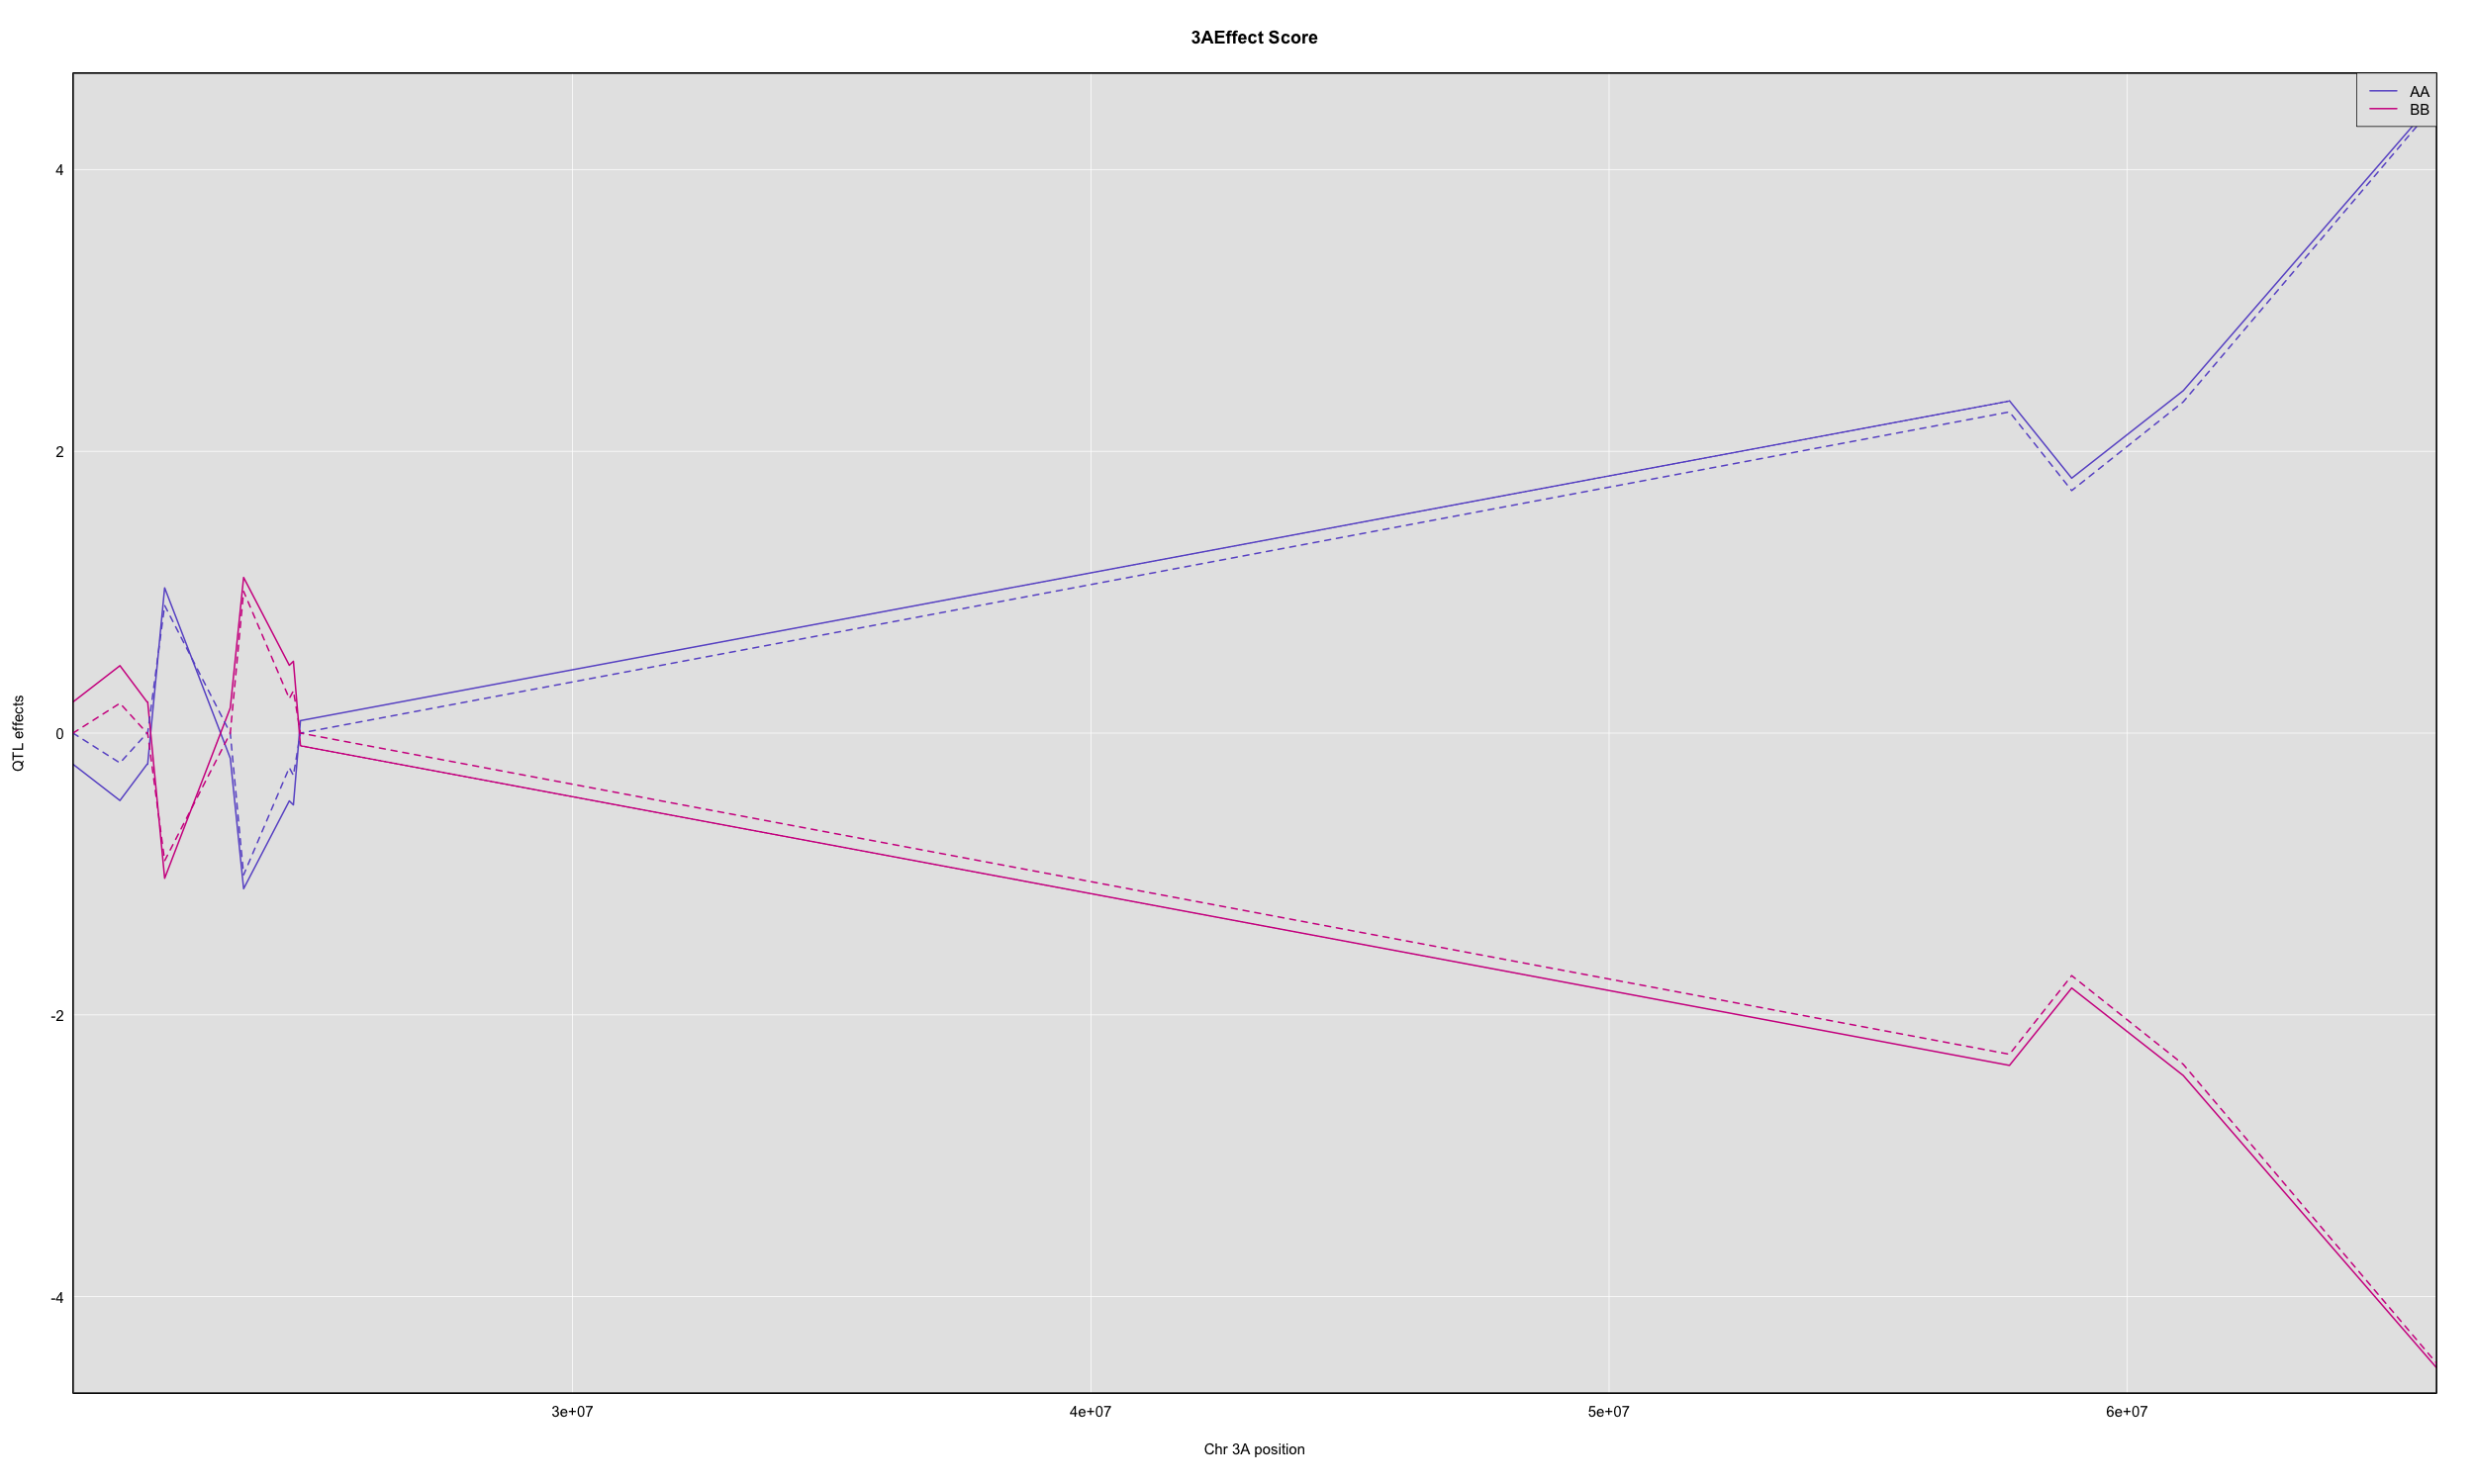 3AEffect Score
AA
BB
4
2
0
-2
-4
QTL effects
3e+07
4e+07
5e+07
6e+07
Chr 3A position